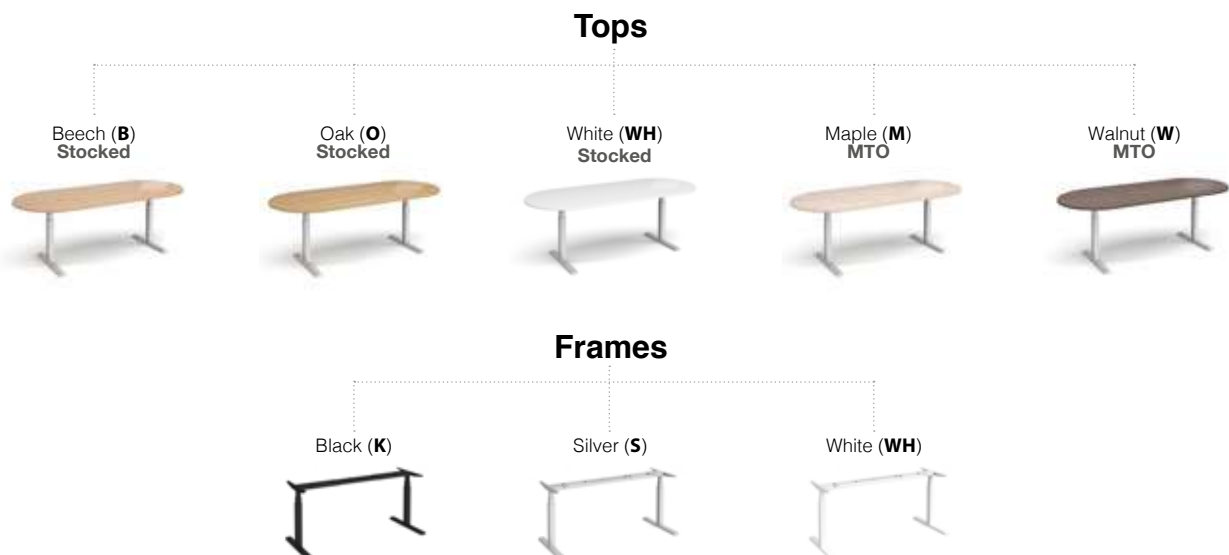 Tops
Beech (B)
Stocked
Oak (O)
Stocked
White (WH)
Stocked
Maple (M)
MTO
Walnut (W)
MTO
Frames
Black (K)
Silver (S)
White (WH)